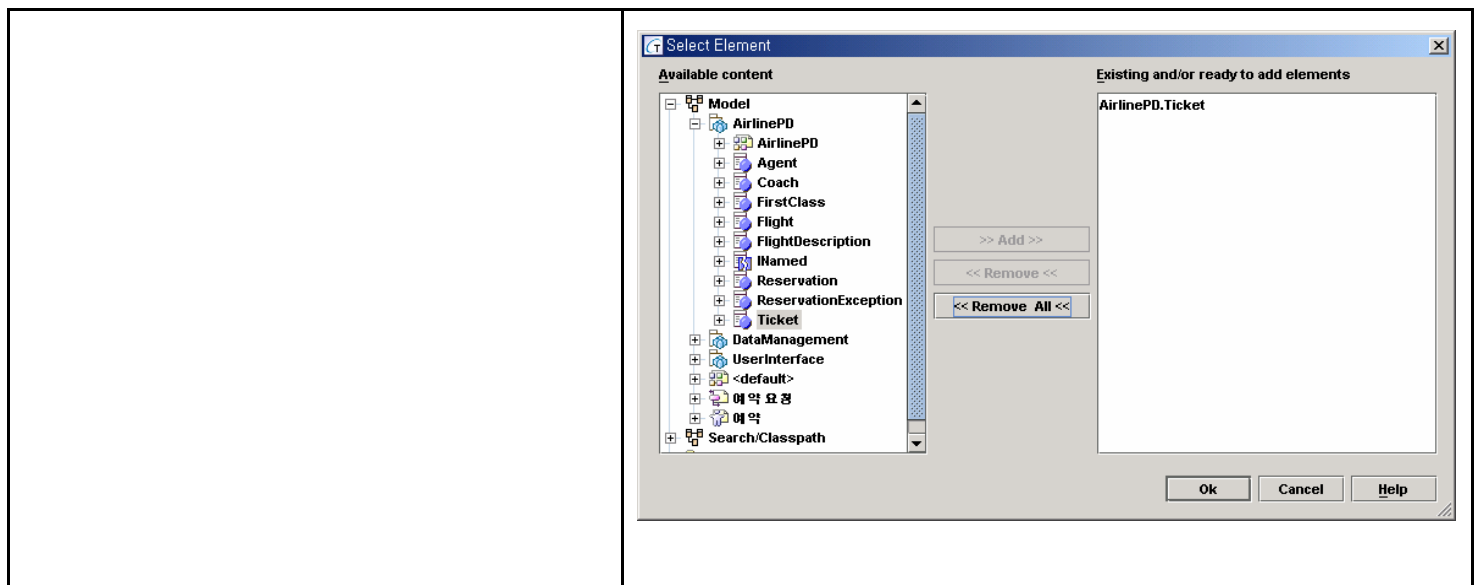 Select Element
Available content
Existing and/or ready to add elements
Model
AirlinePD
AirlinePD
Agent
Coach
FirstClass
Flight
FlightDescription
INamed
Reservation
ReservationException
Ticket
DataManagement
UserInterface
<default>
예약 요청
예약
Search/Classpath
>> Add >>
<< Remove <<
<< Remove All <<
AirlinePD.Ticket
Ok
Cancel
Help